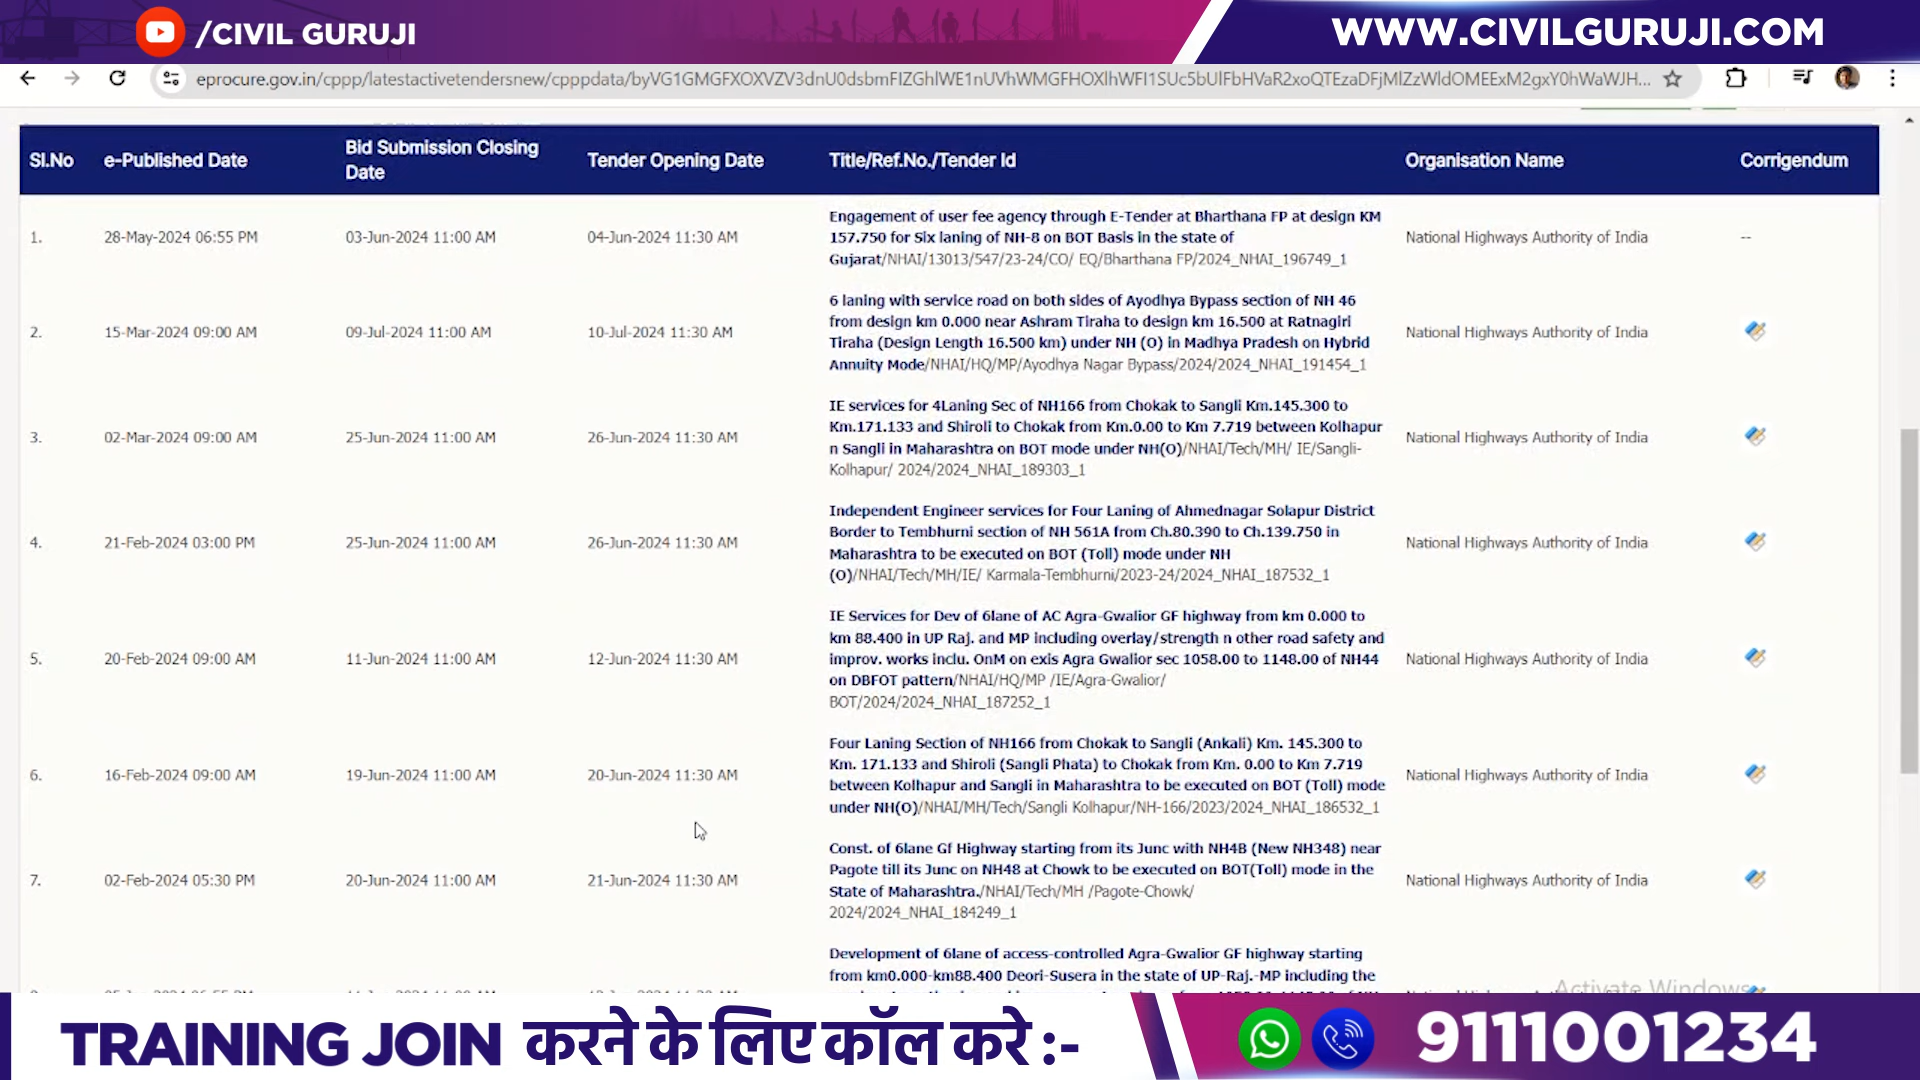 /CIVIL GURUJI
WWW.CIVILGURUJI.COM
eprocure.gov.in/cppp/latestactivetendersnew/cpppdata/
Sl.No e-Published Date Bid Submission Closing Date Tender Opening Date Title/Ref.No./Tender Id Organisation Name Corrigendum
1. 28-May-2024 06:55 PM 03-Jun-2024 11:00 AM 04-Jun-2024 11:30 AM
Engagement of user fee agency through E-Tender at Bharthana FP at design KM
157.750 for Six laning of NH-8 on BOT Basis in the state of
Gujarat/NHAI/13013/547/23-24/CO/ EQ/Bharthana FP/2024_NHAI_196749_1
National Highways Authority of India --
2. 15-Mar-2024 09:00 AM 09-Jul-2024 11:00 AM 10-Jul-2024 11:30 AM
6 laning with service road on both sides of Ayodhya Bypass section of NH 46
from design km 0.000 near Ashram Tiraha to design km 16.500 at Ratnagiri
Tiraha (Design Length 16.500 km) under NH (O) in Madhya Pradesh on Hybrid
Annuity Mode/NHAI/HQ/MP/Ayodhya Nagar Bypass/2024/2024_NHAI_191454_1
National Highways Authority of India
3. 02-Mar-2024 09:00 AM 25-Jun-2024 11:00 AM 26-Jun-2024 11:30 AM
IE services for 4Laning Sec of NH166 from Chokak to Sangli Km.145.300 to
Km.171.133 and Shiroli to Chokak from Km.0.00 to Km 7.719 between Kolhapur
n Sangli in Maharashtra on BOT mode under NH(O)/NHAI/Tech/MH/ IE/Sangli-
Kolhapur/ 2024/2024_NHAI_189303_1
National Highways Authority of India
4. 21-Feb-2024 03:00 PM 25-Jun-2024 11:00 AM 26-Jun-2024 11:30 AM
Independent Engineer services for Four Laning of Ahmednagar Solapur District
Border to Tembhurni section of NH 561A from Ch.80.390 to Ch.139.750 in
Maharashtra to be executed on BOT (Toll) mode under NH
(O)/NHAI/Tech/MH/IE/ Karmala-Tembhurni/2023-24/2024_NHAI_187532_1
National Highways Authority of India
5. 20-Feb-2024 09:00 AM 11-Jun-2024 11:00 AM 12-Jun-2024 11:30 AM
IE Services for Dev of 6lane of AC Agra-Gwalior GF highway from km 0.000 to
km 88.400 in UP Raj. and MP including overlay/strength n other road safety and
improv. works inclu. OnM on exis Agra Gwalior sec 1058.00 to 1148.00 of NH44
on DBFOT pattern/NHAI/HQ/MP /IE/Agra-Gwalior/
BOT/2024/2024_NHAI_187252_1
National Highways Authority of India
6. 16-Feb-2024 09:00 AM 19-Jun-2024 11:00 AM 20-Jun-2024 11:30 AM
Four Laning Section of NH166 from Chokak to Sangli (Ankali) Km. 145.300 to
Km. 171.133 and Shiroli (Sangli Phata) to Chokak from Km. 0.00 to Km 7.719
between Kolhapur and Sangli in Maharashtra to be executed on BOT (Toll) mode
under NH(O)/NHAI/MH/Tech/Sangli Kolhapur/NH-166/2023/2024_NHAI_186532_1
National Highways Authority of India
7. 02-Feb-2024 05:30 PM 20-Jun-2024 11:00 AM 21-Jun-2024 11:30 AM
Const. of 6lane Gf Highway starting from its Junc with NH4B (New NH348) near
Pagote till its Junc on NH48 at Chowk to be executed on BOT(Toll) mode in the
State of Maharashtra./NHAI/Tech/MH /Pagote-Chowk/
2024/2024_NHAI_184249_1
National Highways Authority of India
Development of 6lane of access-controlled Agra-Gwalior GF highway starting
from km0.000-km88.400 Deori-Susera in the state of UP-Raj.-MP including the
Activate Windows
TRAINING JOIN करने के लिए कॉल करे :-
9111001234